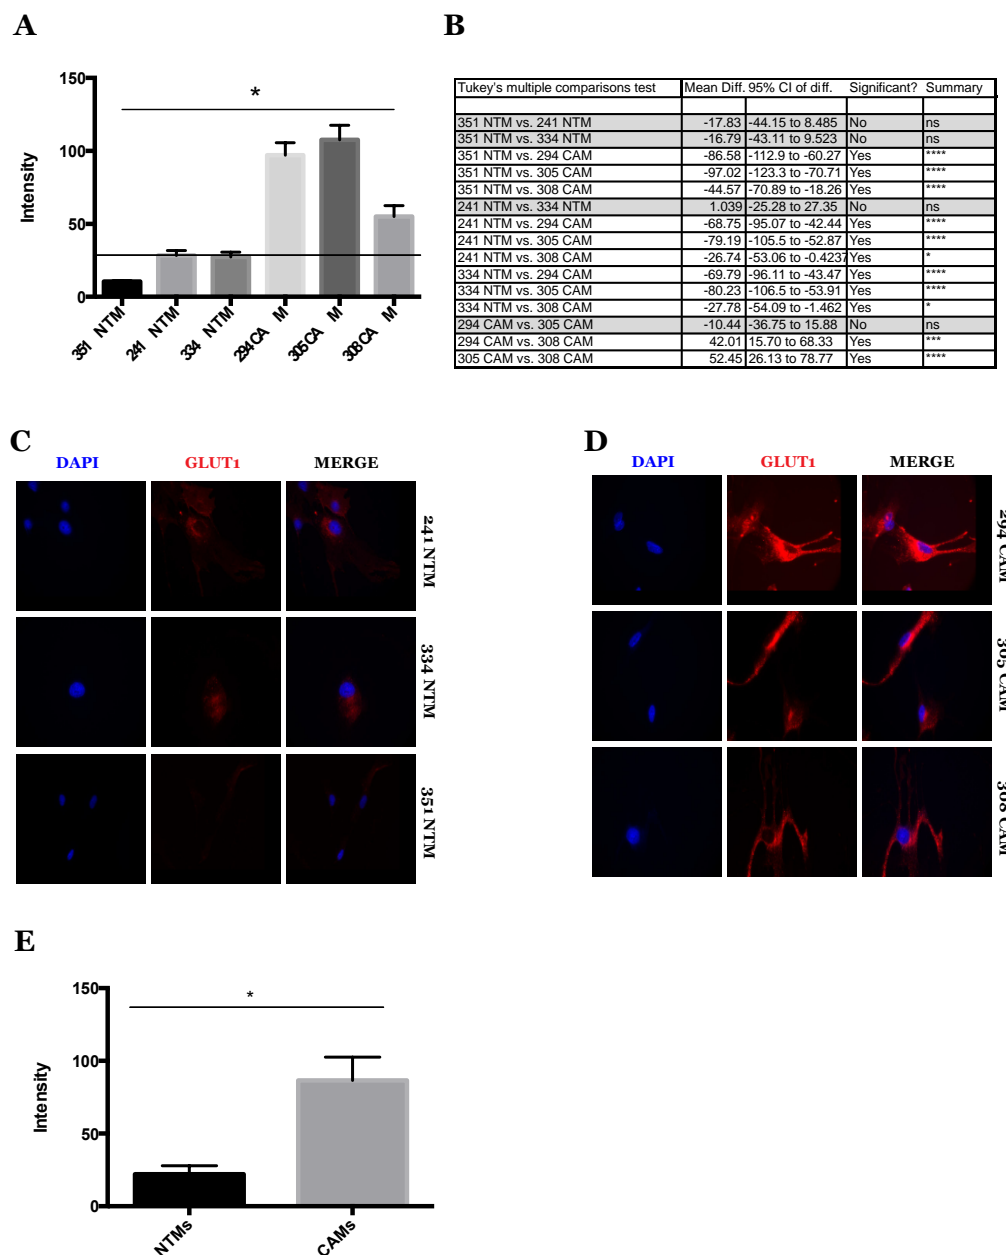 A
150
100
50
0
Intensity
*
351 NTM
241 NTM
334 NTM
294CA M
305CA M
308CA M
B
Tukey's multiple comparisons test Mean Diff. 95% CI of diff. Significant? Summary
351 NTM vs. 241 NTM -17.83 -44.15 to 8.485 No ns
351 NTM vs. 334 NTM -16.79 -43.11 to 9.523 No ns
351 NTM vs. 294 CAM -86.58 -112.9 to -60.27 Yes ****
351 NTM vs. 305 CAM -97.02 -123.3 to -70.71 Yes ****
351 NTM vs. 308 CAM -44.57 -70.89 to -18.26 Yes ****
241 NTM vs. 334 NTM 1.039 -25.28 to 27.35 No ns
241 NTM vs. 294 CAM -68.75 -95.07 to -42.44 Yes ****
241 NTM vs. 305 CAM -79.19 -105.5 to -52.87 Yes ****
241 NTM vs. 308 CAM -26.74 -53.06 to -0.4237 Yes *
334 NTM vs. 294 CAM -69.79 -96.11 to -43.47 Yes ****
334 NTM vs. 305 CAM -80.23 -106.5 to -53.91 Yes ****
334 NTM vs. 308 CAM -27.78 -54.09 to -1.462 Yes *
294 CAM vs. 305 CAM -10.44 -36.75 to 15.88 No ns
294 CAM vs. 308 CAM 42.01 15.70 to 68.33 Yes ***
305 CAM vs. 308 CAM 52.45 26.13 to 78.77 Yes ****
C
DAPI GLUT1 MERGE
241 NTM
334 NTM
351 NTM
D
DAPI GLUT1 MERGE
294 CAM
305 CAM
308 CAM
E
150
100
50
0
Intensity
*
NTMs
CAMs